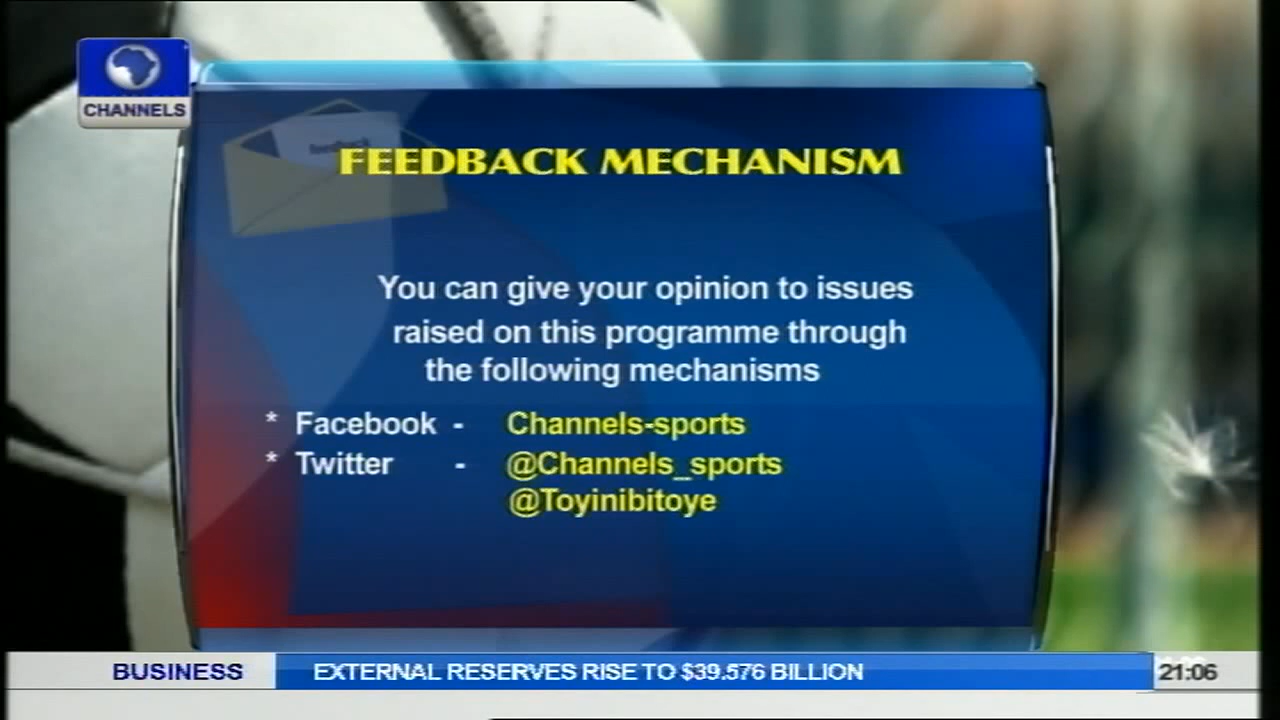 CHANNELS
FEEDBACK MECHANISM
You can give your opinion to issues
raised on this programme through
the following mechanisms
* Facebook - Channels-sports
* Twitter - @Channels_sports
@Toyinibitoye
BUSINESS EXTERNAL RESERVES RISE TO $39.576 BILLION 21:06